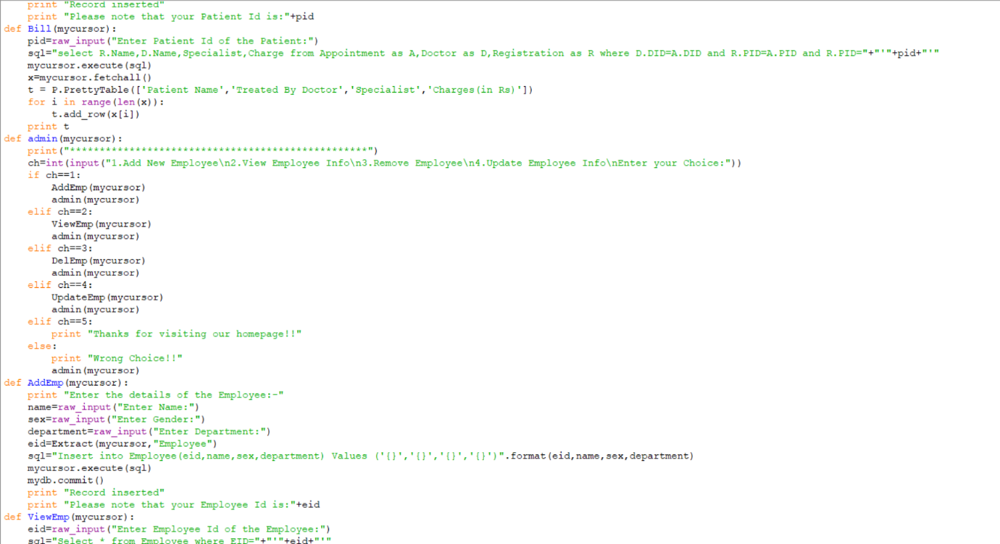 print "Record inserted"
    print "Please note that your Patient Id is:"+pid
def Bill(mycursor):
    pid=raw_input("Enter Patient Id of the Patient:")
    sql="select R.Name,D.Name,Specialist,Charge from Appointment as A,Doctor as D,Registration as R where D.DID=A.DID and R.PID=A.PID and R.PID="+"'"+pid+"'"
    mycursor.execute(sql)
    x=mycursor.fetchall()
    t = P.PrettyTable(['Patient Name','Treated By Doctor','Specialist','Charges(in Rs)'])
    for i in range(len(x)):
        t.add_row(x[i])
    print t
def admin(mycursor):
    print("**************************************************")
    ch=int(input("1.Add New Employee\n2.View Employee Info\n3.Remove Employee\n4.Update Employee Info\nEnter your Choice:"))
    if ch==1:
        AddEmp(mycursor)
        admin(mycursor)
    elif ch==2:
        ViewEmp(mycursor)
        admin(mycursor)
    elif ch==3:
        DelEmp(mycursor)
        admin(mycursor)
    elif ch==4:
        UpdateEmp(mycursor)
        admin(mycursor)
    elif ch==5:
        print "Thanks for visiting our homepage!!"
    else:
        print "Wrong Choice!!"
        admin(mycursor)
def AddEmp(mycursor):
    print "Enter the details of the Employee:-"
    name=raw_input("Enter Name:")
    sex=raw_input("Enter Gender:")
    department=raw_input("Enter Department:")
    eid=Extract(mycursor,"Employee")
    sql="Insert into Employee(eid,name,sex,department) Values ('{}','{}','{}','{}')".format(eid,name,sex,department)
    mycursor.execute(sql)
    mydb.commit()
    print "Record inserted"
    print "Please note that your Employee Id is:"+eid
def ViewEmp(mycursor):
    eid=raw_input("Enter Employee Id of the Employee:")
    sql="Select * from Employee where EID="+"'"+eid+"'"